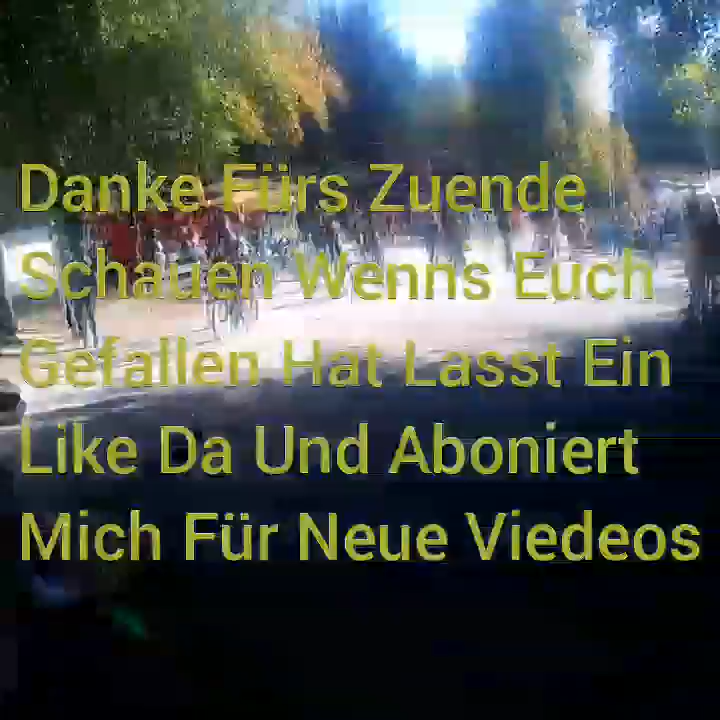 Danke Fürs Zuende
Schauen Wenns Euch
Gefallen Hat Lasst Ein
Like Da Und Aboniert
Mich Für Neue Viedeos